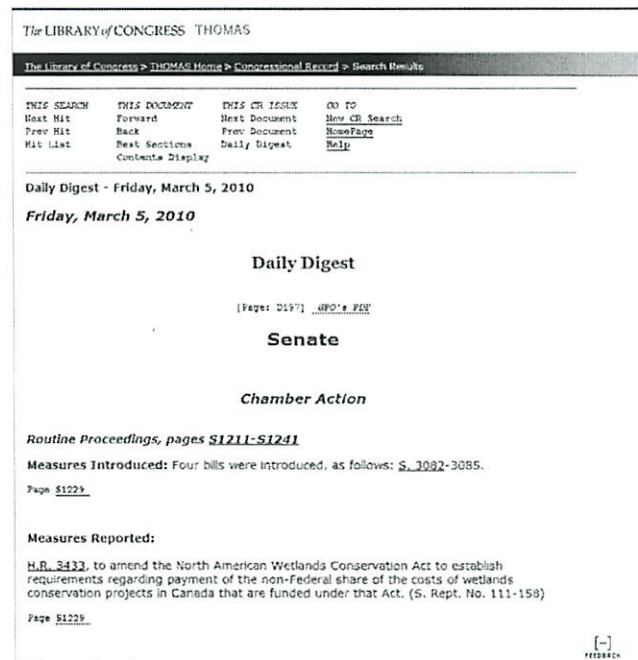 The LIBRARY of CONGRESS THOMAS
The Library of Congress > THOMAS Home > Congressional Record > Search Results
THIS SEARCH THIS DOCUMENT THIS CR ISSUE GO TO
Next Hit Forward Next Document New CR Search
Prev Hit Back Prev Document HomePage
Hit List Best Sections Daily Digest Help
Contents Display
Daily Digest - Friday, March 5, 2010
Friday, March 5, 2010
Daily Digest
[Page: D197] GPO's PDF
Senate
Chamber Action
Routine Proceedings, pages S1211-S1241
Measures Introduced: Four bills were introduced, as follows: S. 3082-3085.
Page S1229
Measures Reported:
H.R. 3433, to amend the North American Wetlands Conservation Act to establish
requirements regarding payment of the non-Federal share of the costs of wetlands
conservation projects in Canada that are funded under that Act. (S. Rept. No. 111-158)
Page S1229
[-]
FEEDBACK